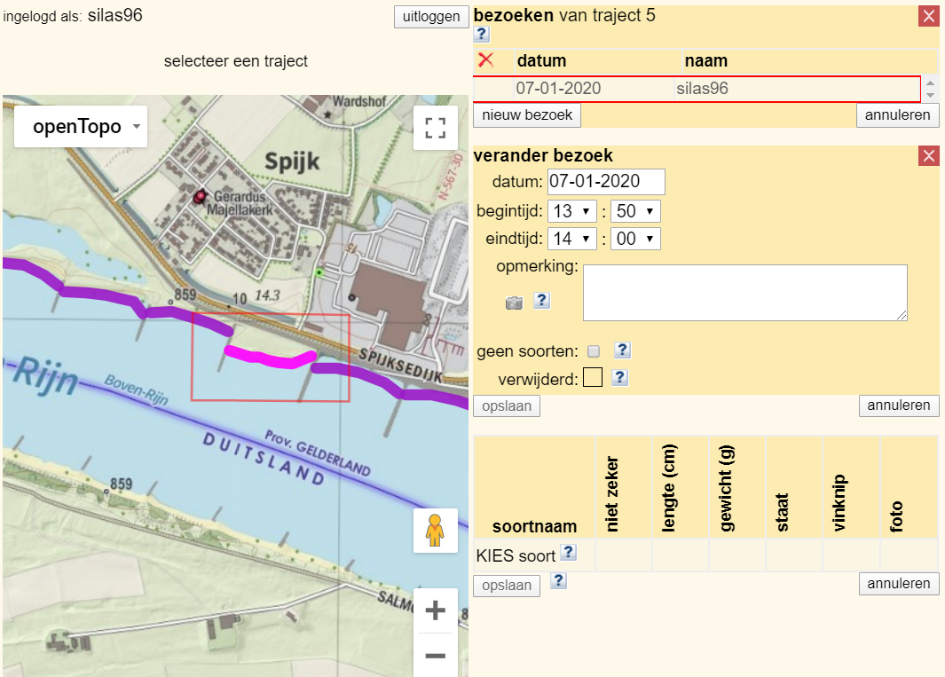 ingelogd als: silas96
uitloggen
selecteer een traject
openTopo
Wardshof
Spijk
Gerardus
Majellakerk
N-567-30
15
859
10 14.3
SPIJKSEDIJK
Rijn
Boven-Rijn
Prov. GELDERLAND
DUITSLAND
859
SALMO
+
−
bezoeken van traject 5
?
datum naam
07-01-2020 silas96
nieuw bezoek annuleren
verander bezoek
datum: 07-01-2020
begintijd: 13 : 50
eindtijd: 14 : 00
opmerking:
?
geen soorten: ?
verwijderd: ?
opslaan annuleren
soortnaam niet zeker lengte (cm) gewicht (g) staat vinknip foto
KIES soort ?
opslaan ? annuleren